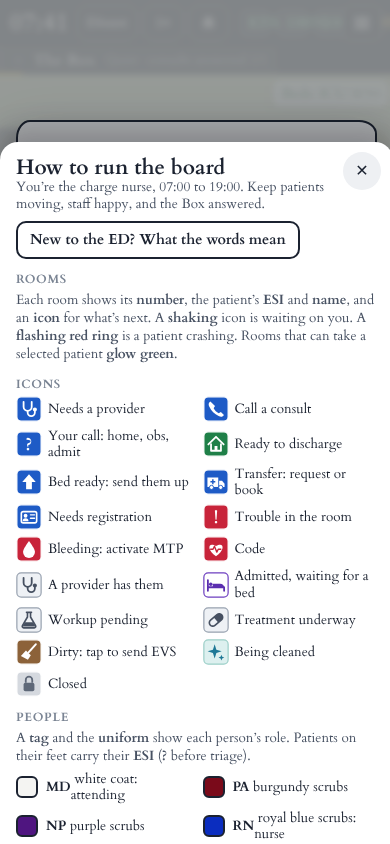 How to run the board
You're the charge nurse, 07:00 to 19:00. Keep patients
moving, staff happy, and the Box answered.
New to the ED? What the words mean
ROOMS
Each room shows its number, the patient's ESI and name, and
an icon for what's next. A shaking icon is waiting on you. A
flashing red ring is a patient crashing. Rooms that can take a
selected patient glow green.
ICONS
Needs a provider
Call a consult
Your call: home, obs,
admit
Ready to discharge
Bed ready: send them up
Transfer: request or
book
Needs registration
Trouble in the room
Bleeding: activate MTP
Code
A provider has them
Admitted, waiting for a
bed
Workup pending
Treatment underway
Dirty: tap to send EVS
Being cleaned
Closed
PEOPLE
A tag and the uniform show each person's role. Patients on
their feet carry their ESI (? before triage).
MD white coat:
attending
PA burgundy scrubs
NP purple scrubs
RN royal blue scrubs:
nurse